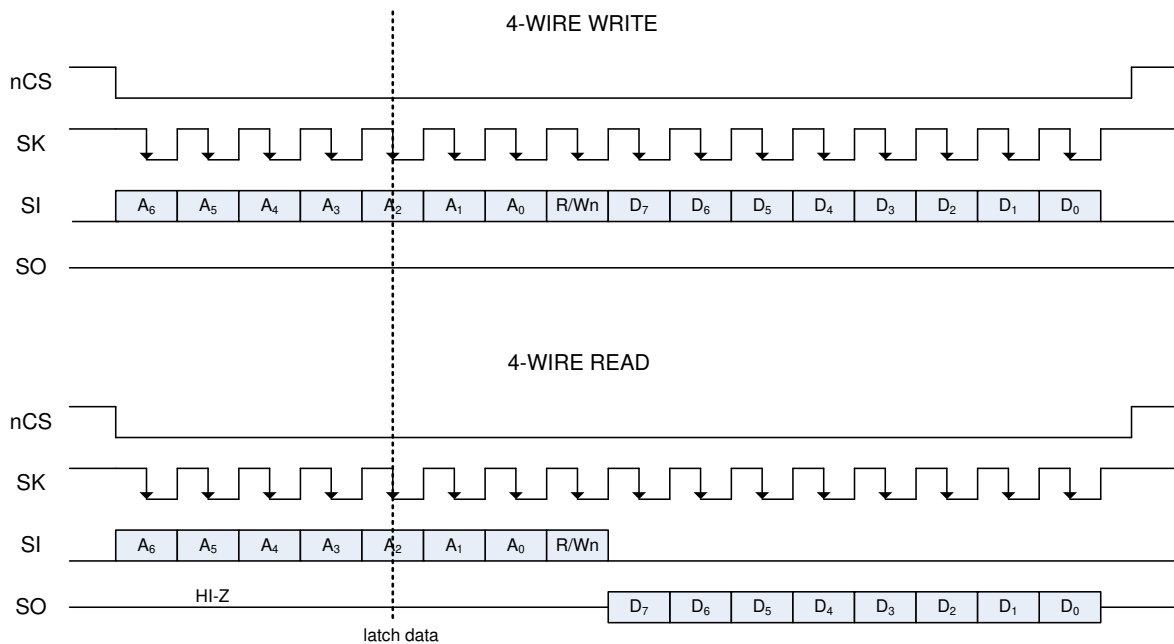 4-WIRE WRITE
nCS
SK
SI A₆ A₅ A₄ A₃ A₂ A₁ A₀ R/Wn D₇ D₆ D₅ D₄ D₃ D₂ D₁ D₀
SO
4-WIRE READ
nCS
SK
SI A₆ A₅ A₄ A₃ A₂ A₁ A₀ R/Wn
SO HI-Z D₇ D₆ D₅ D₄ D₃ D₂ D₁ D₀
latch data